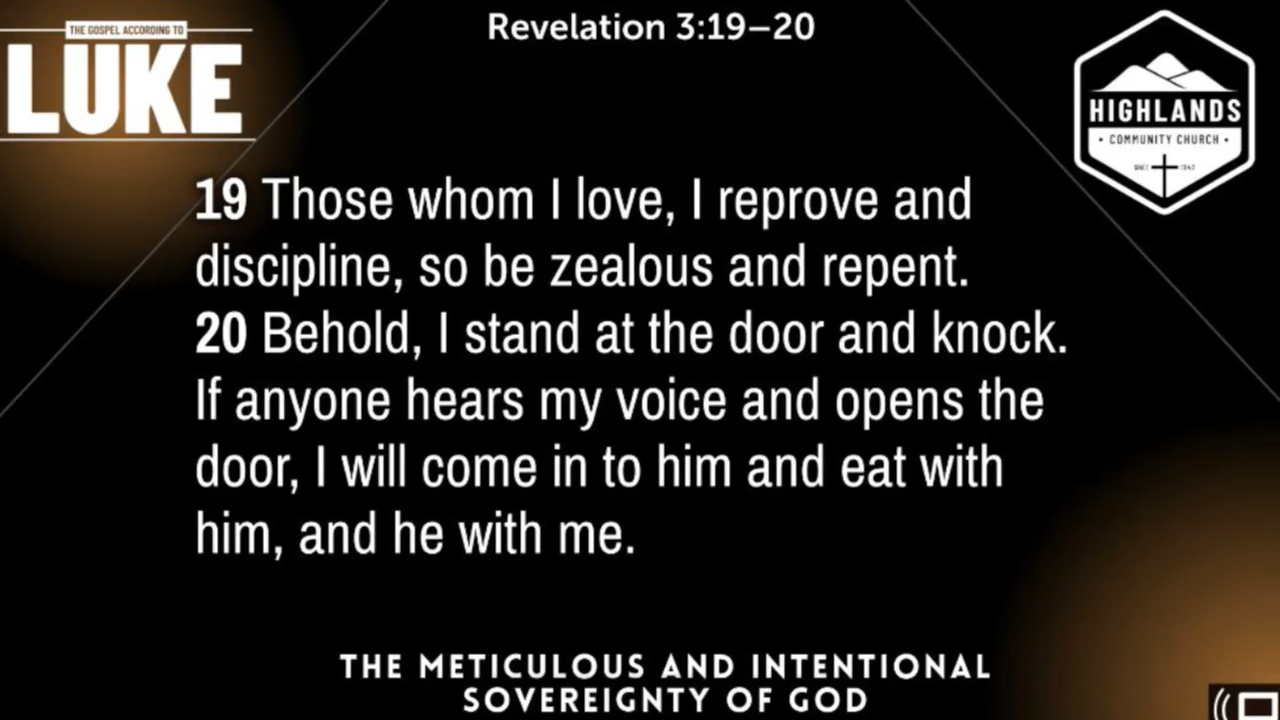 THE GOSPEL ACCORDING TO
LUKE
Revelation 3:19–20
HIGHLANDS
• COMMUNITY CHURCH •
19 Those whom I love, I reprove and
discipline, so be zealous and repent.
20 Behold, I stand at the door and knock.
If anyone hears my voice and opens the
door, I will come in to him and eat with
him, and he with me.
THE METICULOUS AND INTENTIONAL
SOVEREIGNTY OF GOD